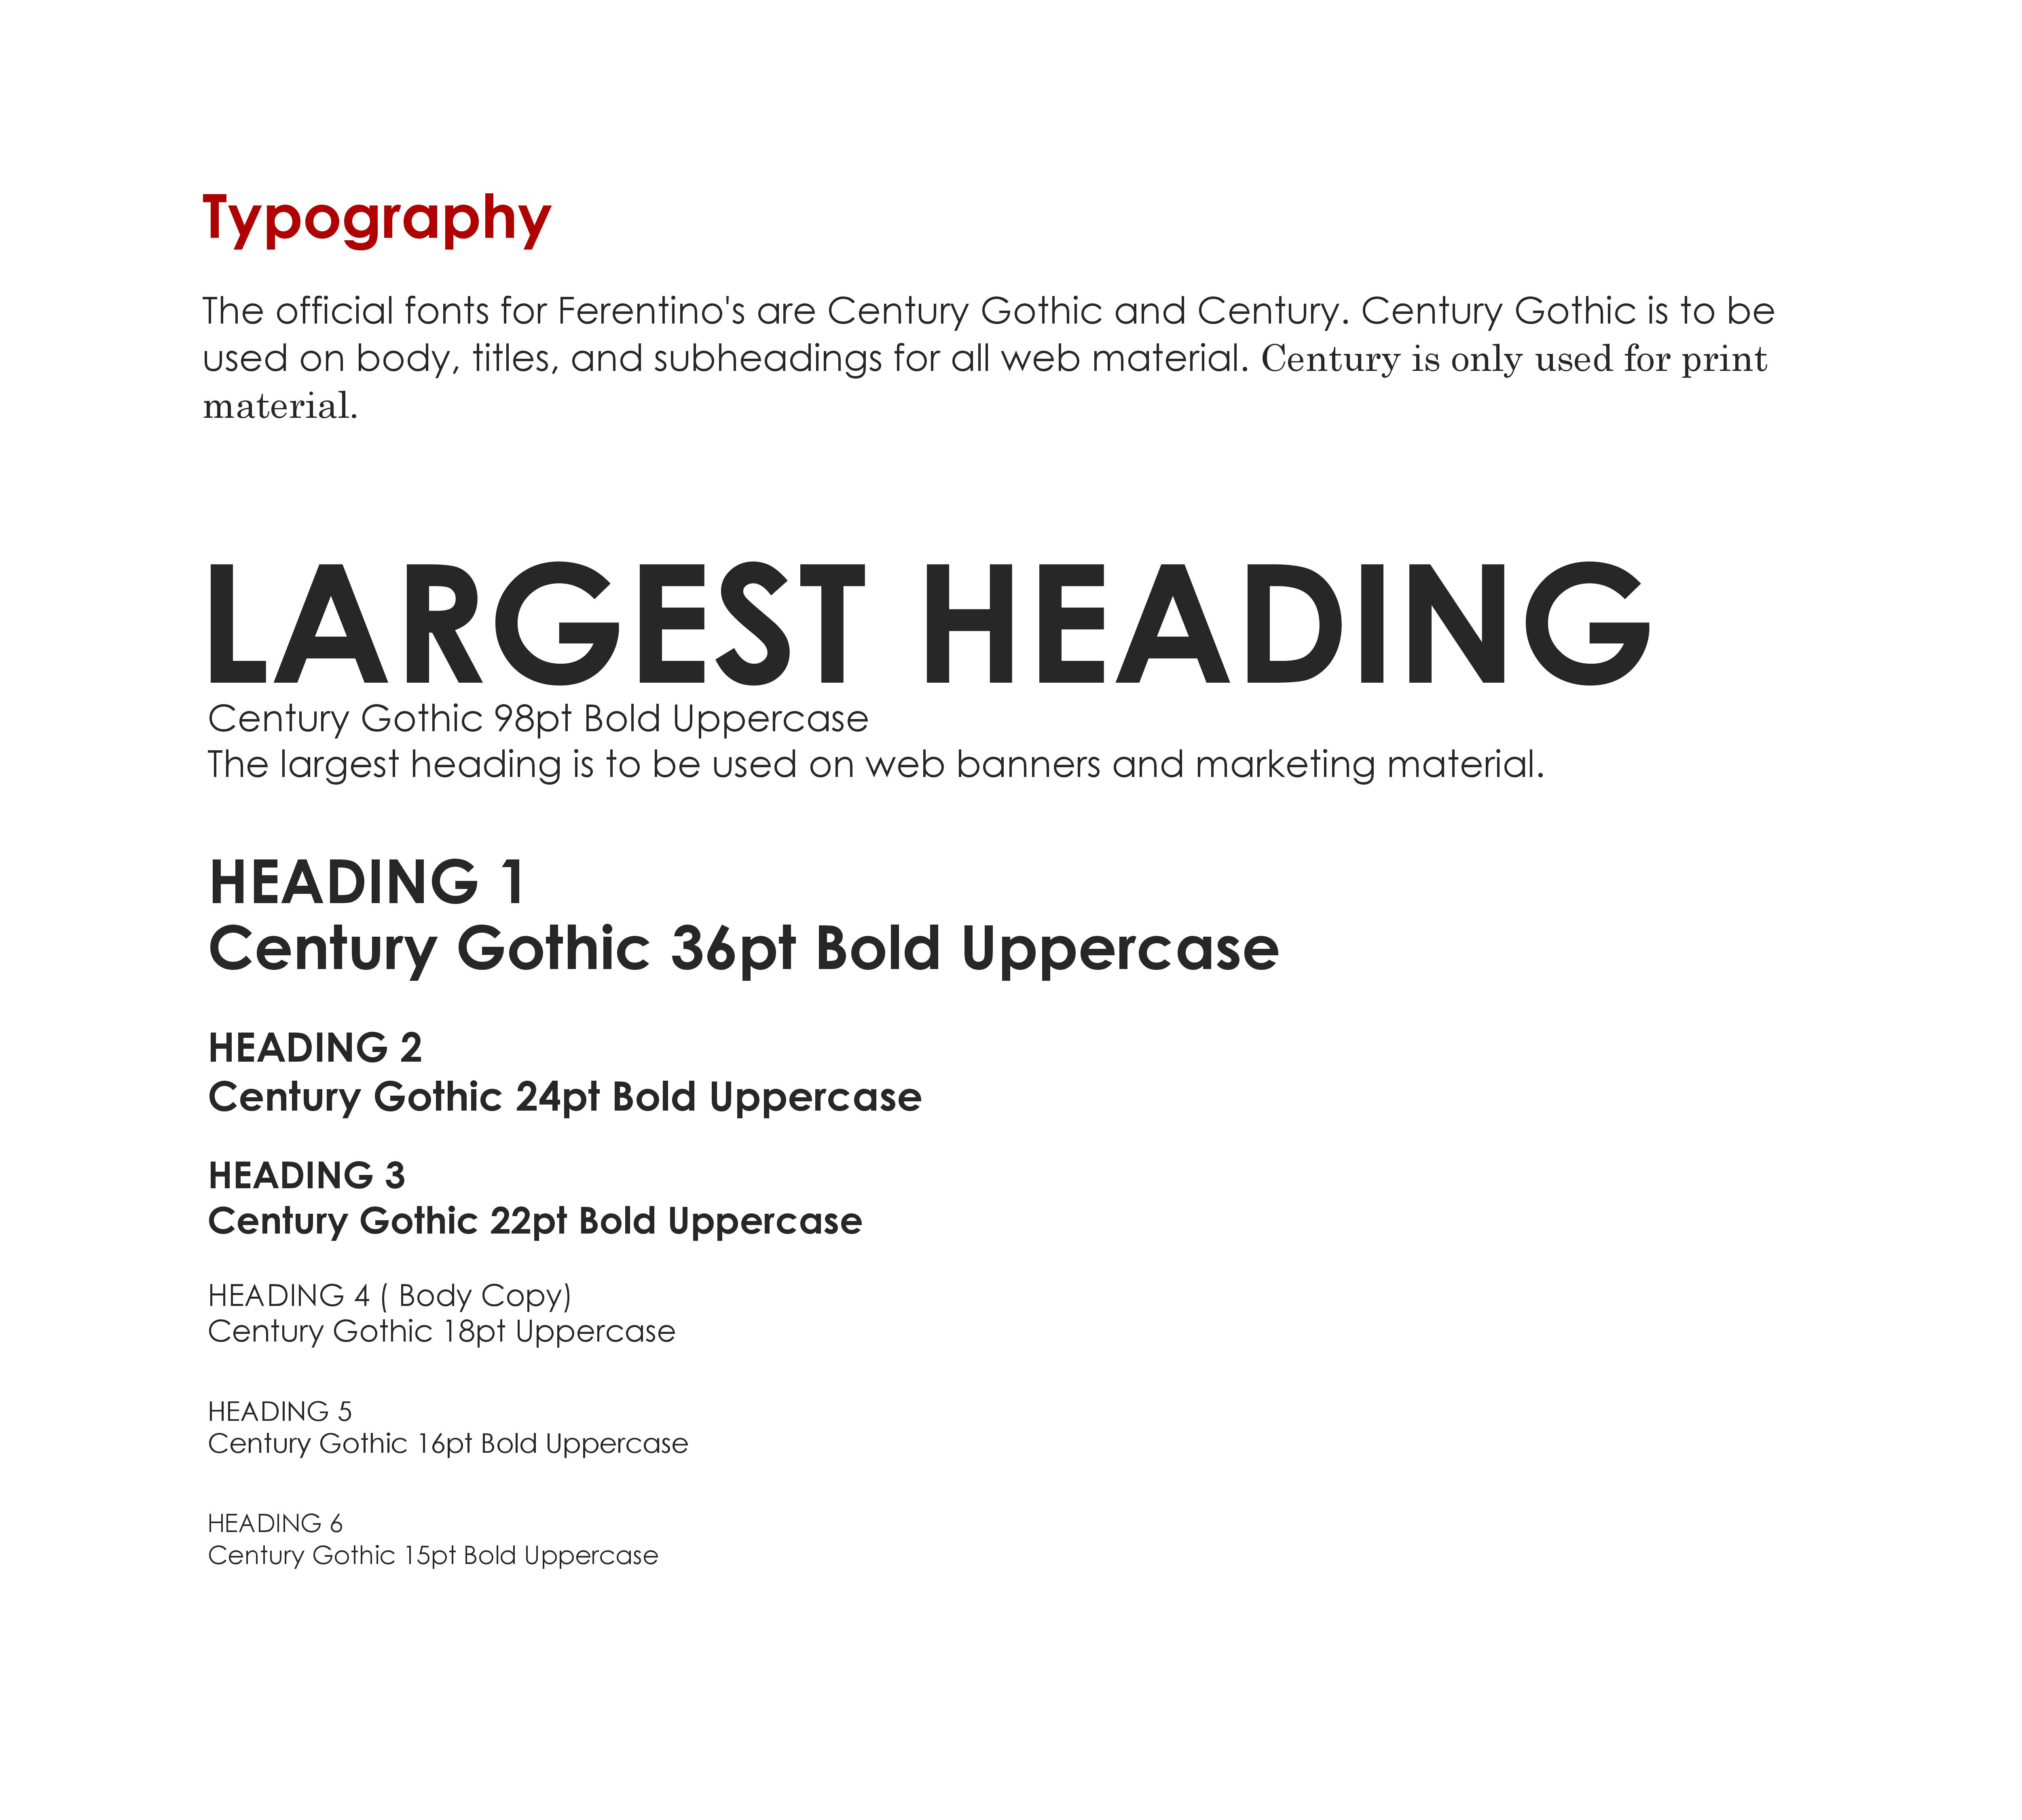 Typography
The official fonts for Ferentino's are Century Gothic and Century. Century Gothic is to be
used on body, titles, and subheadings for all web material. Century is only used for print
material.
LARGEST HEADING
Century Gothic 98pt Bold Uppercase
The largest heading is to be used on web banners and marketing material.
HEADING 1
Century Gothic 36pt Bold Uppercase
HEADING 2
Century Gothic 24pt Bold Uppercase
HEADING 3
Century Gothic 22pt Bold Uppercase
HEADING 4 ( Body Copy)
Century Gothic 18pt Uppercase
HEADING 5
Century Gothic 16pt Bold Uppercase
HEADING 6
Century Gothic 15pt Bold Uppercase